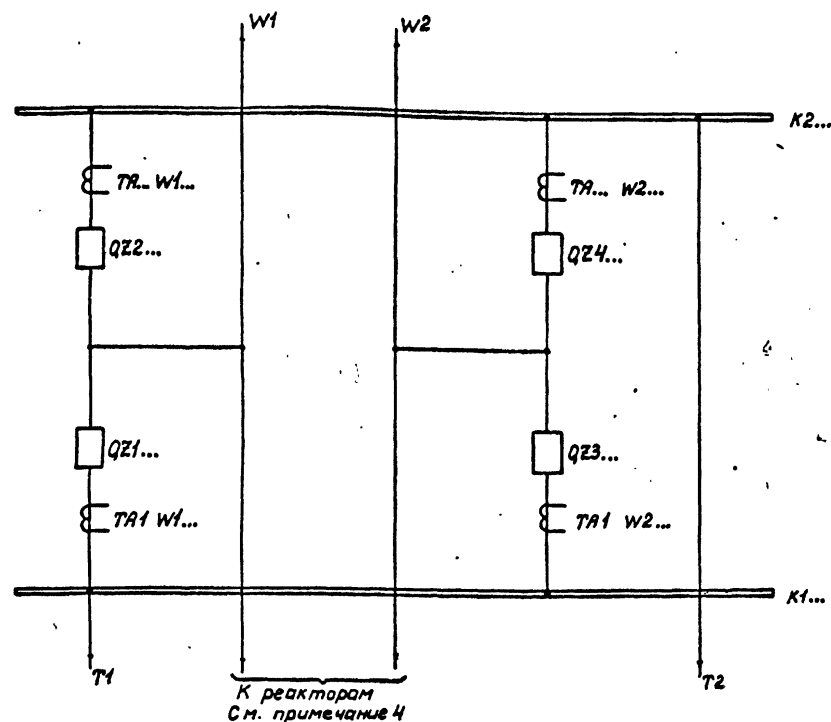 W1
W2
K2...
TA... W1...
TA... W2...
QZ2...
QZ4...
QZ1...
QZ3...
TA1 W1...
TA1 W2...
K1...
T1
T2
К реакторам
См. примечание 4